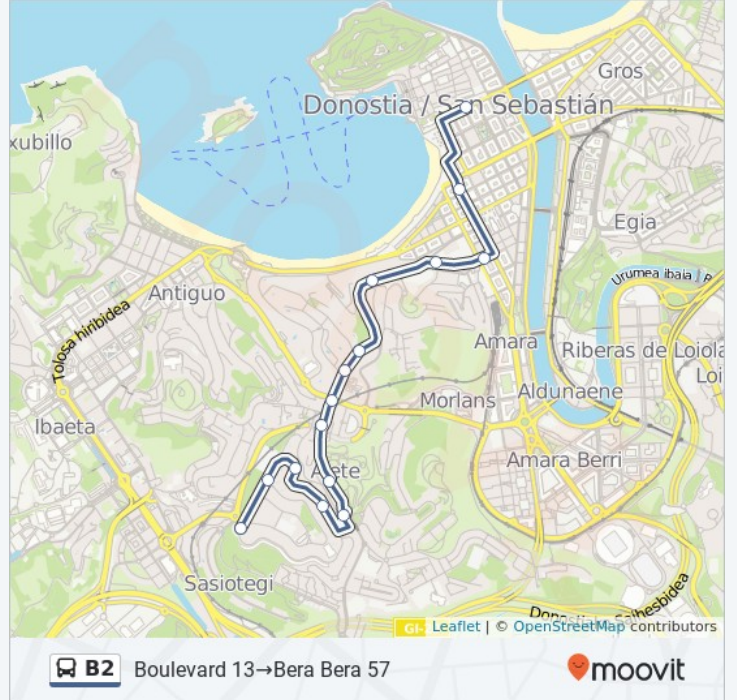 Gros
Donostia / San Sebastián
xubillo
Egia
Urumea ibaia
Antiguo
Tolosa hiribidea
Amara
Riberas de Loiola
Loi
Aldunaene
Morlans
Ibaeta
Amara Berri
Aiete
Sasiotegi
GI-
Leaflet | © OpenStreetMap contributors
B2 Boulevard 13→Bera Bera 57
moovit